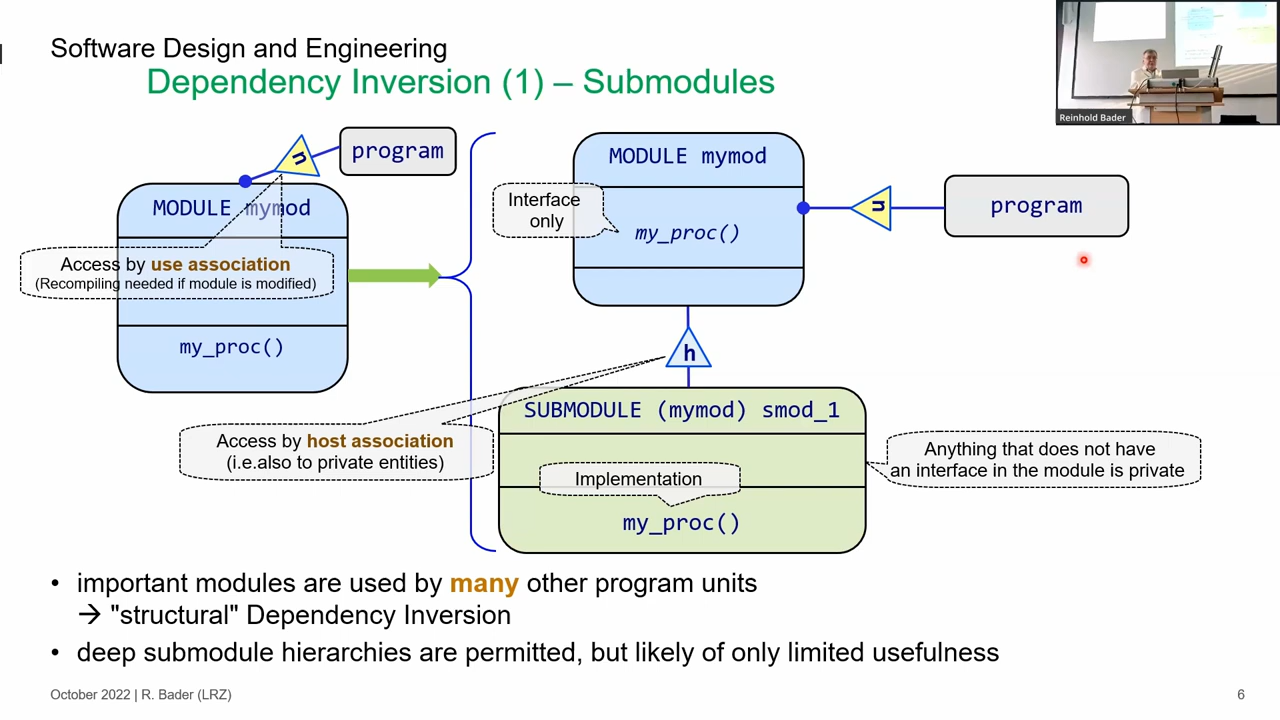 Software Design and Engineering
Dependency Inversion (1) – Submodules
Reinhold Bader
u
program
MODULE mymod
Access by use association
(Recompiling needed if module is modified)
my_proc()
MODULE mymod
Interface
only
my_proc()
u
program
h
SUBMODULE (mymod) smod_1
Access by host association
(i.e.also to private entities)
Implementation
my_proc()
Anything that does not have
an interface in the module is private
• important modules are used by many other program units
→ "structural" Dependency Inversion
• deep submodule hierarchies are permitted, but likely of only limited usefulness
October 2022 | R. Bader (LRZ)
6